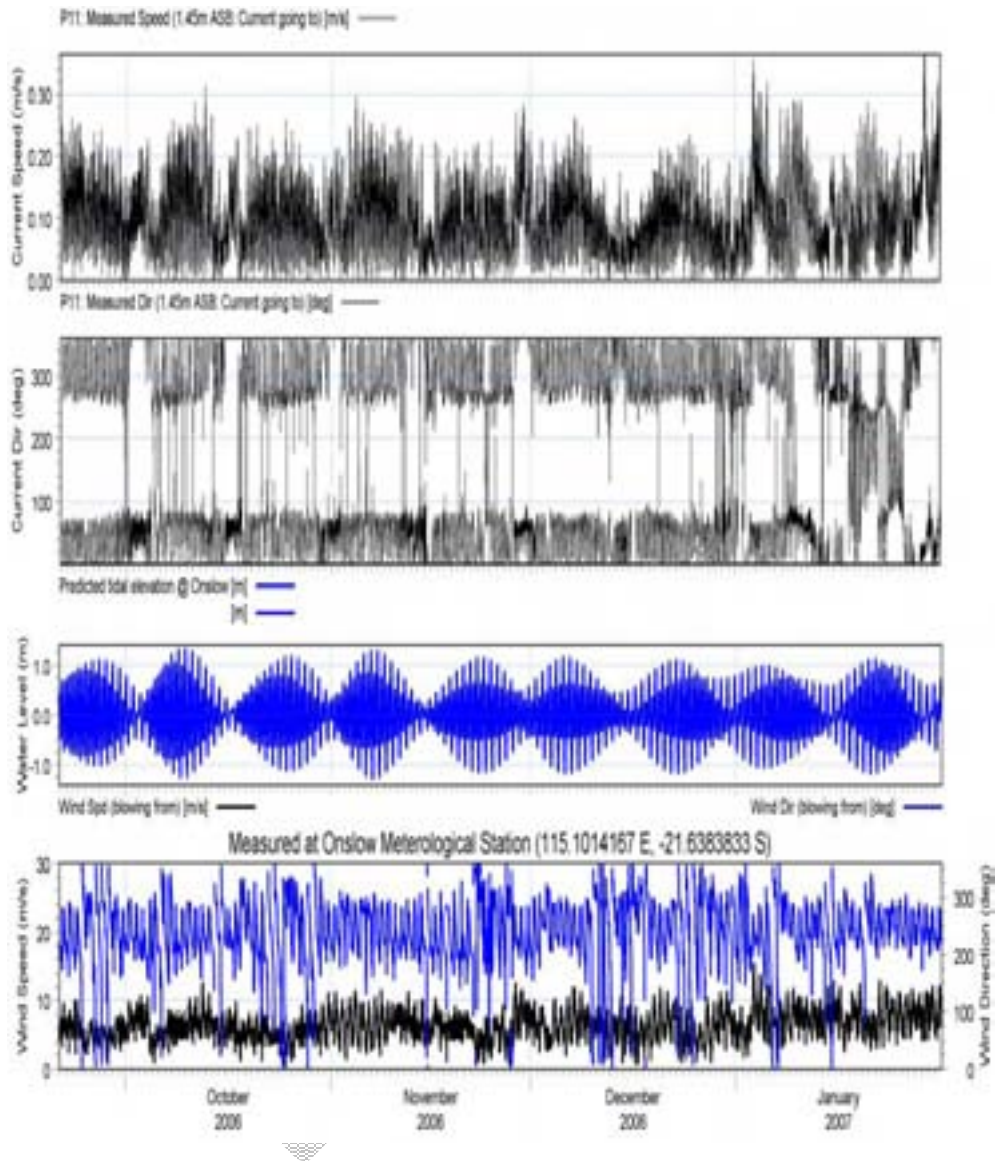 P11: Measured Speed (1.45m ASB: Current going to) [m/s]
Current Speed (m/s)
0.30
0.20
0.10
0.00
P11: Measured Dir (1.45m ASB: Current going to) [deg]
Current Dir (deg)
300
200
100
Predicted tidal elevation @ Onslow [m]
[m]
Water Level (m)
1.0
0.0
-1.0
Wind Spd (blowing from) [m/s]
Wind Dir (blowing from) [deg]
Measured at Onslow Meterological Station (115.1014167 E, -21.6383833 S)
Wind Speed (m/s)
30
20
10
0
300
200
100
0
Wind Direction (deg)
October November December January
2006 2006 2006 2007